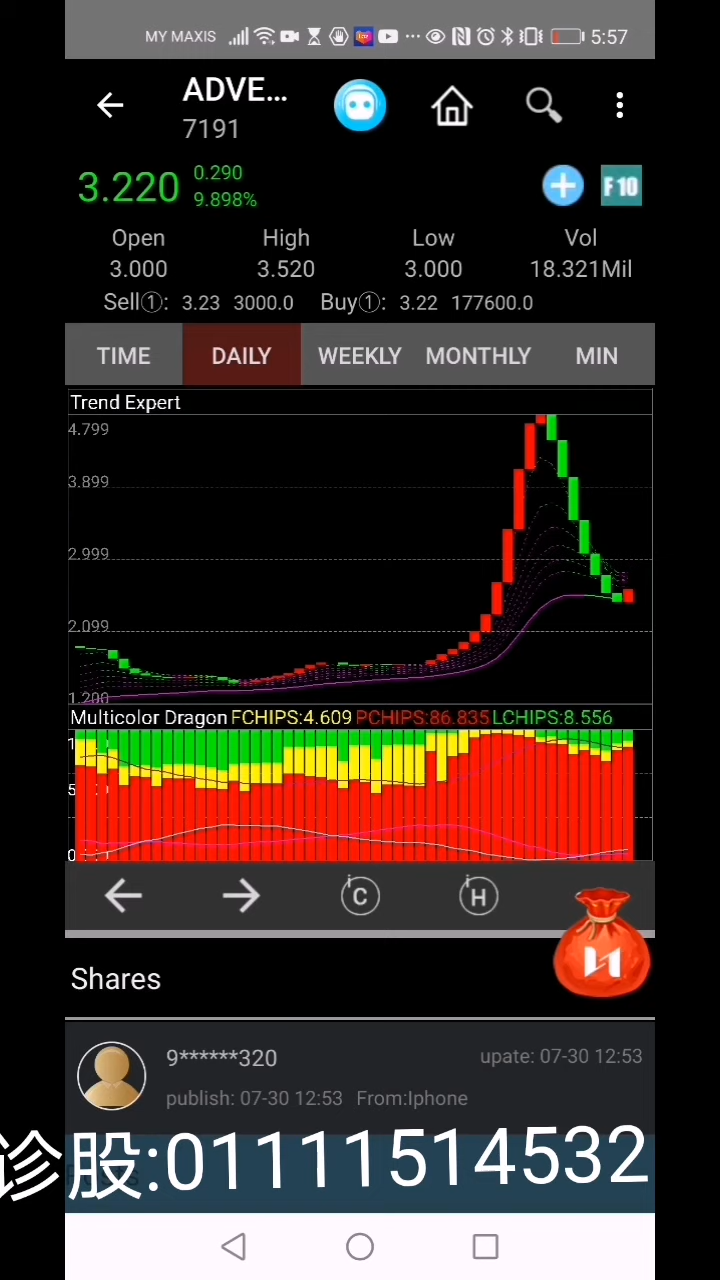 MY MAXIS 5:57
ADVE...
7191
3.220 0.290
9.898%
F10
Open High Low Vol
3.000 3.520 3.000 18.321Mil
Sell①: 3.23 3000.0 Buy①: 3.22 177600.0
TIME DAILY WEEKLY MONTHLY MIN
Trend Expert
4.799
3.899
2.999
2.099
1.200
Multicolor Dragon FCHIPS:4.609 PCHIPS:86.835 LCHIPS:8.556
C H
Shares
9******320 upate: 07-30 12:53
publish: 07-30 12:53 From:Iphone
诊股:01111514532